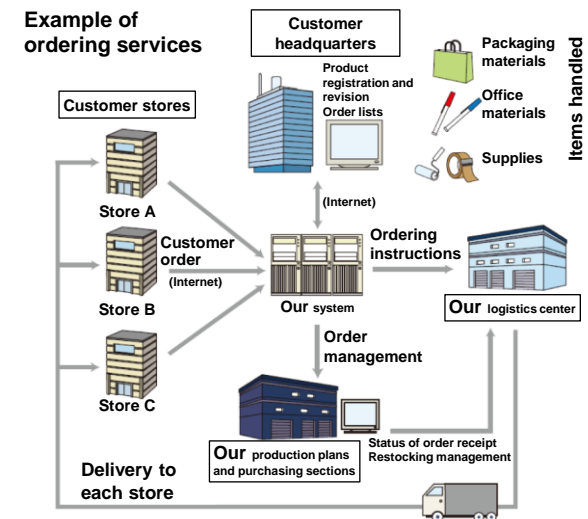 Example of
ordering services
Customer
headquarters
Product
registration and
revision
Order lists
Packaging
materials
Office
materials
Supplies
Items handled
Customer stores
Store A
Store B
Store C
Customer
order
(Internet)
(Internet)
Our system
Ordering
instructions
Our logistics center
Order
management
Our production plans
and purchasing sections
Status of order receipt
Restocking management
Delivery to
each store